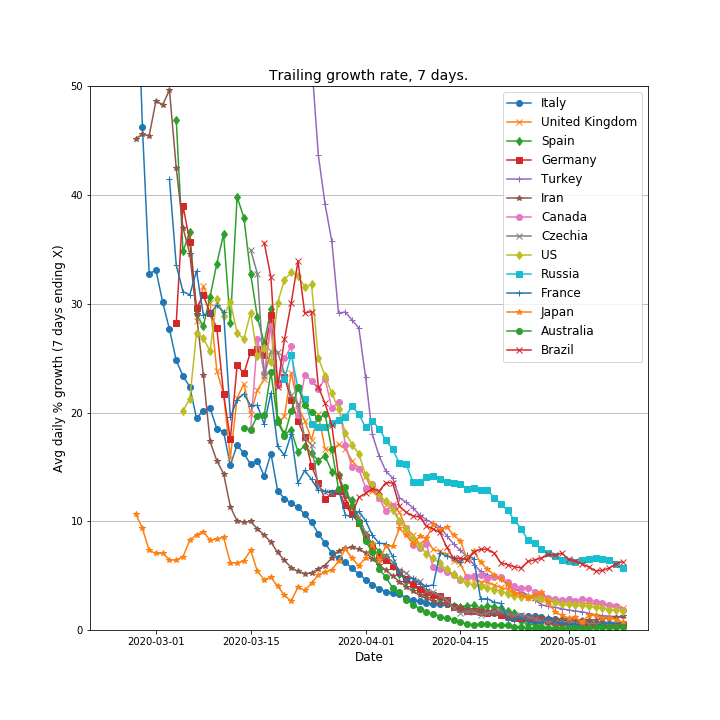 Trailing growth rate, 7 days.
Avg daily % growth (7 days ending X)
50
40
30
20
10
0
2020-03-01
2020-03-15
2020-04-01
2020-04-15
2020-05-01
Date
Italy
United Kingdom
Spain
Germany
Turkey
Iran
Canada
Czechia
US
Russia
France
Japan
Australia
Brazil